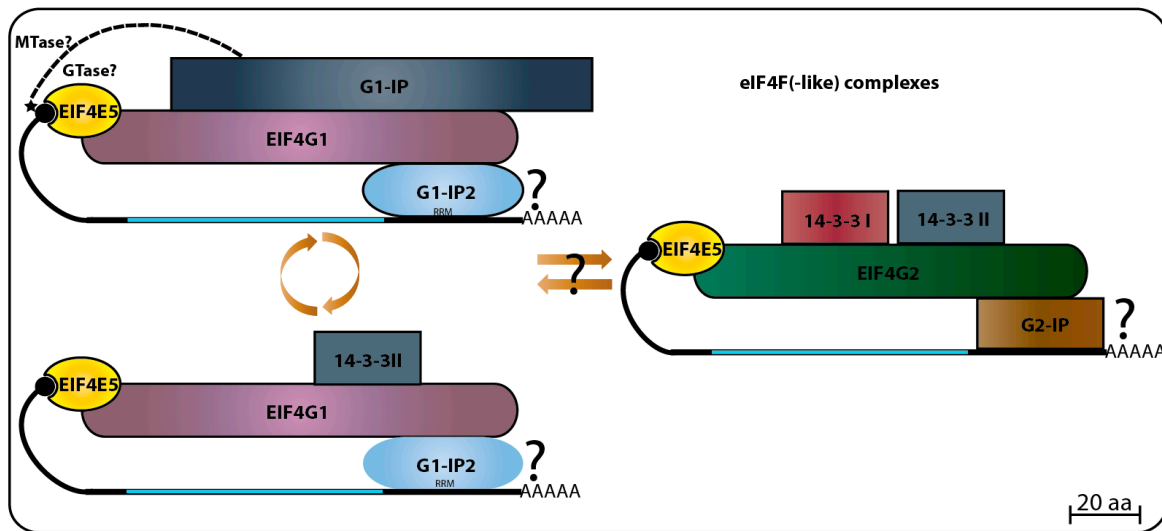 MTase?
GTase?
EIF4E5
G1-IP
EIF4G1
G1-IP2
RRM
?
AAAAA
eIF4F(-like) complexes
14-3-3 I
14-3-3 II
EIF4E5
EIF4G2
G2-IP
?
AAAAA
?
14-3-3II
EIF4E5
EIF4G1
G1-IP2
RRM
?
AAAAA
20 aa